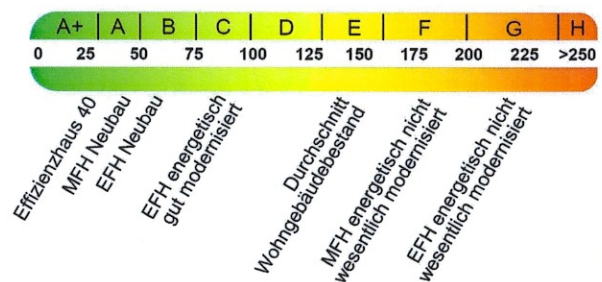 A+ A B C D E F G H
0 25 50 75 100 125 150 175 200 225 >250
Effizienzhaus 40
MFH Neubau
EFH Neubau
EFH energetisch
gut modernisiert
Durchschnitt
Wohngebäudebestand
MFH energetisch nicht
wesentlich modernisiert
EFH energetisch nicht
wesentlich modernisiert